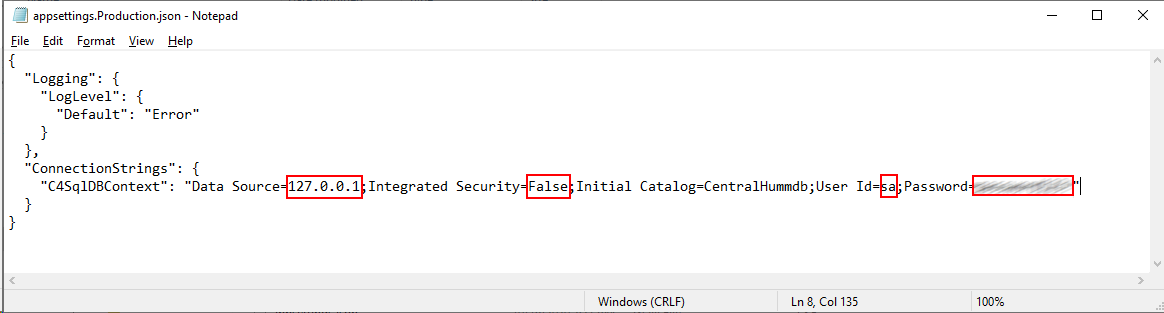 appsettings.Production.json - Notepad
File Edit Format View Help
{
  "Logging": {
    "LogLevel": {
      "Default": "Error"
    }
  },
  "ConnectionStrings": {
    "C4SqlDBContext": "Data Source=127.0.0.1;Integrated Security=False;Initial Catalog=CentralHummdb;User Id=sa;Password="
  }
}
Windows (CRLF) Ln 8, Col 135 100%